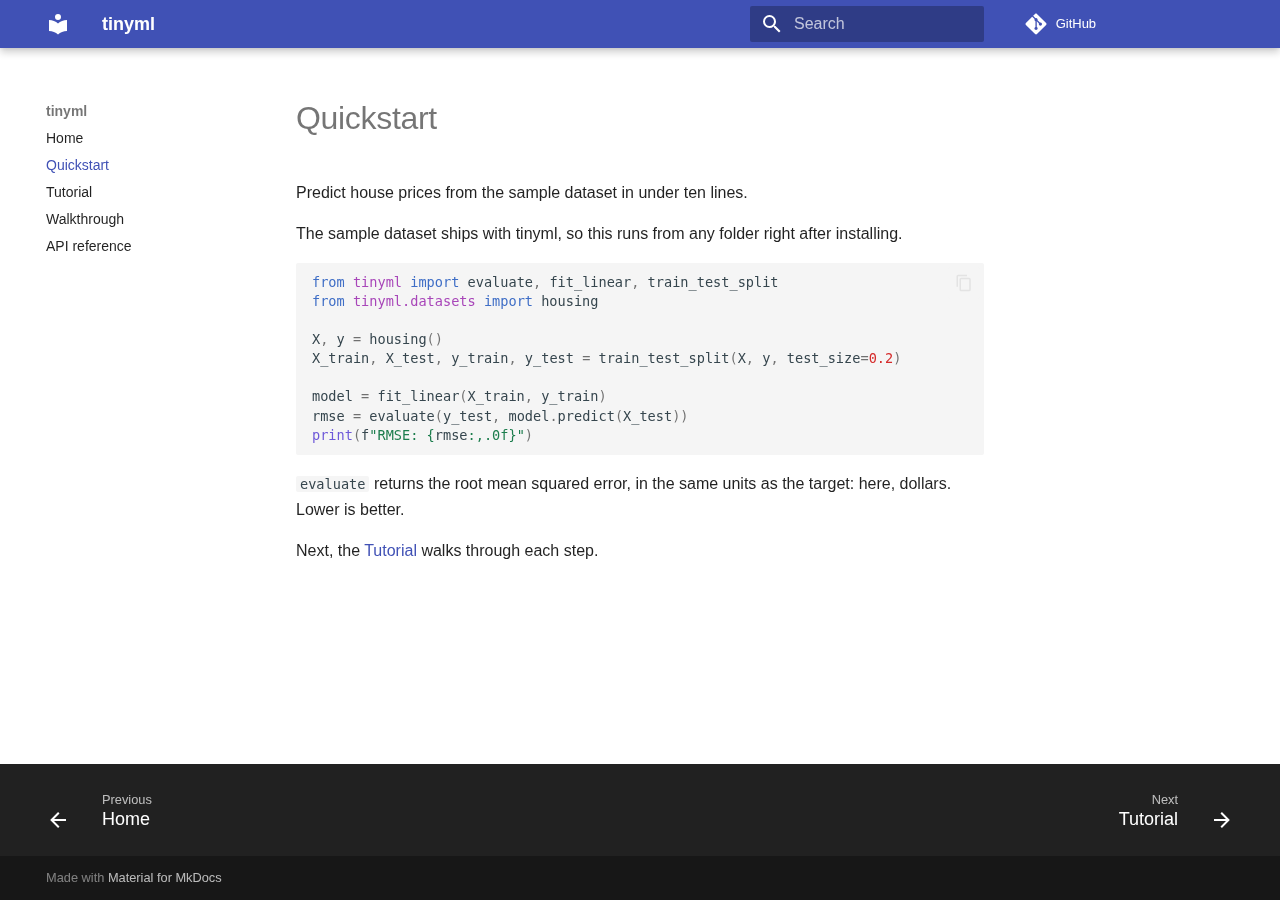 tinyml
Search
GitHub
tinyml
Home
Quickstart
Tutorial
Walkthrough
API reference
Quickstart
Predict house prices from the sample dataset in under ten lines.
The sample dataset ships with tinyml, so this runs from any folder right after installing.
from tinyml import evaluate, fit_linear, train_test_split
from tinyml.datasets import housing
X, y = housing()
X_train, X_test, y_train, y_test = train_test_split(X, y, test_size=0.2)
model = fit_linear(X_train, y_train)
rmse = evaluate(y_test, model.predict(X_test))
print(f"RMSE: {rmse:,.0f}")
evaluate returns the root mean squared error, in the same units as the target: here, dollars.
Lower is better.
Next, the Tutorial walks through each step.
Previous
Home
Next
Tutorial
Made with Material for MkDocs